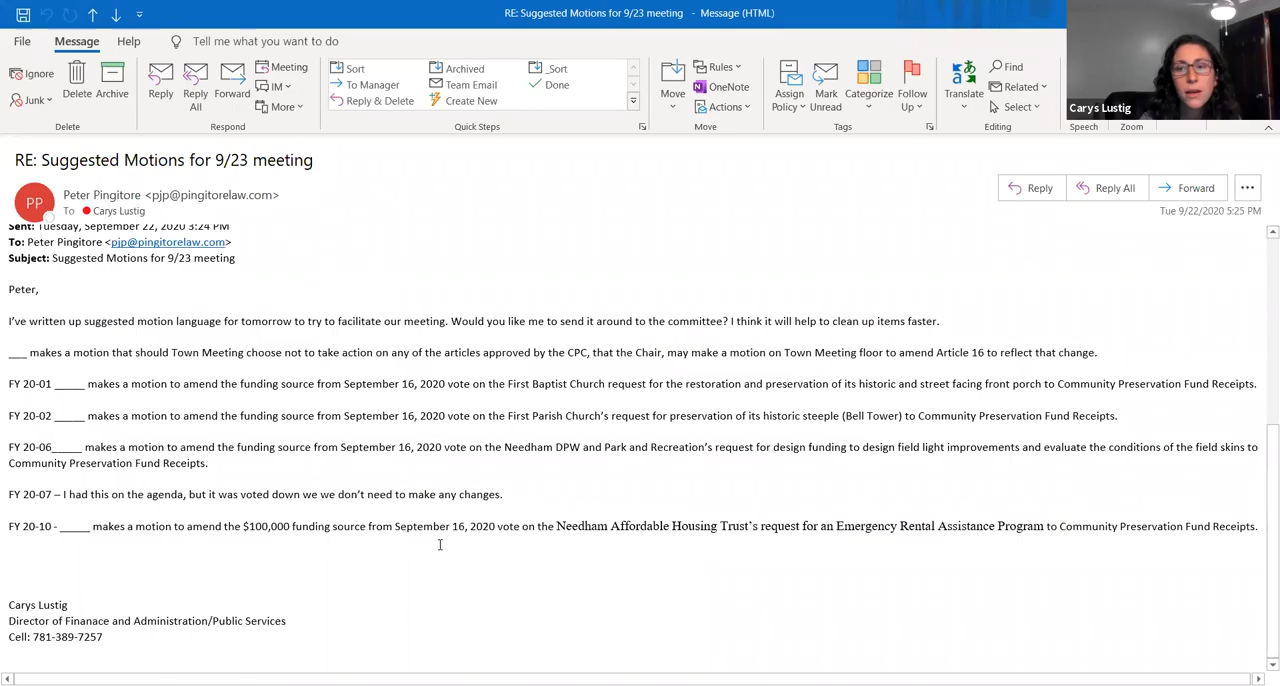 RE: Suggested Motions for 9/23 meeting - Message (HTML)
File Message Help Tell me what you want to do
Ignore
Junk
Delete
Archive
Delete
Reply
Reply All
Forward
Meeting
IM
More
Respond
Sort
To Manager
Reply & Delete
Archived
Team Email
Create New
_Sort
Done
Quick Steps
Move
Rules
OneNote
Actions
Move
Assign Policy
Mark Unread
Categorize
Follow Up
Tags
Translate
Find
Related
Select
Editing
Speech
Zoom
Carys Lustig
RE: Suggested Motions for 9/23 meeting
PP
Peter Pingitore <pjp@pingitorelaw.com>
To Carys Lustig
Reply Reply All Forward
Tue 9/22/2020 5:25 PM
Sent: Tuesday, September 22, 2020 3:24 PM
To: Peter Pingitore <pjp@pingitorelaw.com>
Subject: Suggested Motions for 9/23 meeting
Peter,
I've written up suggested motion language for tomorrow to try to facilitate our meeting. Would you like me to send it around to the committee? I think it will help to clean up items faster.
___ makes a motion that should Town Meeting choose not to take action on any of the articles approved by the CPC, that the Chair, may make a motion on Town Meeting floor to amend Article 16 to reflect that change.
FY 20-01 _____ makes a motion to amend the funding source from September 16, 2020 vote on the First Baptist Church request for the restoration and preservation of its historic and street facing front porch to Community Preservation Fund Receipts.
FY 20-02 _____ makes a motion to amend the funding source from September 16, 2020 vote on the First Parish Church's request for preservation of its historic steeple (Bell Tower) to Community Preservation Fund Receipts.
FY 20-06_____ makes a motion to amend the funding source from September 16, 2020 vote on the Needham DPW and Park and Recreation's request for design funding to design field light improvements and evaluate the conditions of the field skins to
Community Preservation Fund Receipts.
FY 20-07 – I had this on the agenda, but it was voted down we we don't need to make any changes.
FY 20-10 - _____ makes a motion to amend the $100,000 funding source from September 16, 2020 vote on the Needham Affordable Housing Trust's request for an Emergency Rental Assistance Program to Community Preservation Fund Receipts.
Carys Lustig
Director of Finanace and Administration/Public Services
Cell: 781-389-7257